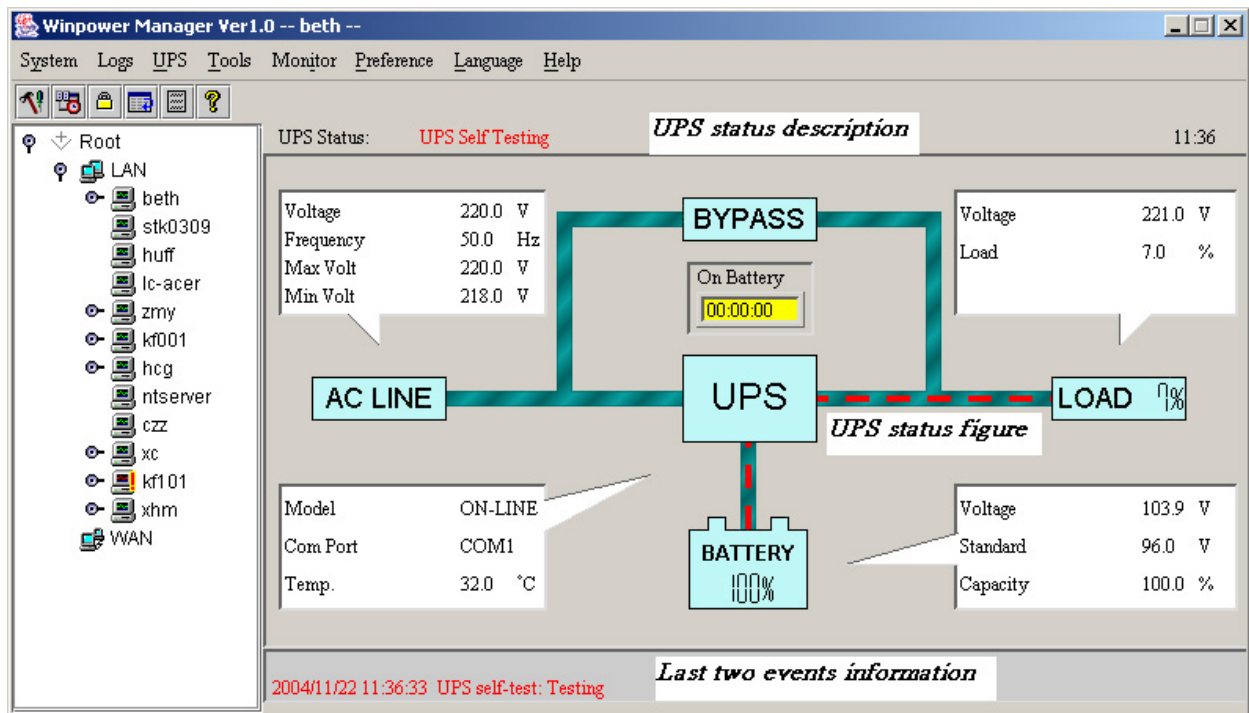 Winpower Manager Ver1.0 -- beth --
System Logs UPS Tools Monitor Preference Language Help
Root
LAN
beth
stk0309
huff
lc-acer
zmy
kf001
hcg
ntserver
czz
xc
kf101
xhm
WAN
UPS Status: UPS Self Testing
UPS status description
11:36
Voltage 220.0 V
Frequency 50.0 Hz
Max Volt 220.0 V
Min Volt 218.0 V
BYPASS
On Battery
00:00:00
Voltage 221.0 V
Load 7.0 %
AC LINE
UPS
LOAD 7%
UPS status figure
Model ON-LINE
Com Port COM1
Temp. 32.0 °C
BATTERY
100%
Voltage 103.9 V
Standard 96.0 V
Capacity 100.0 %
Last two events information
2004/11/22 11:36:33 UPS self-test: Testing